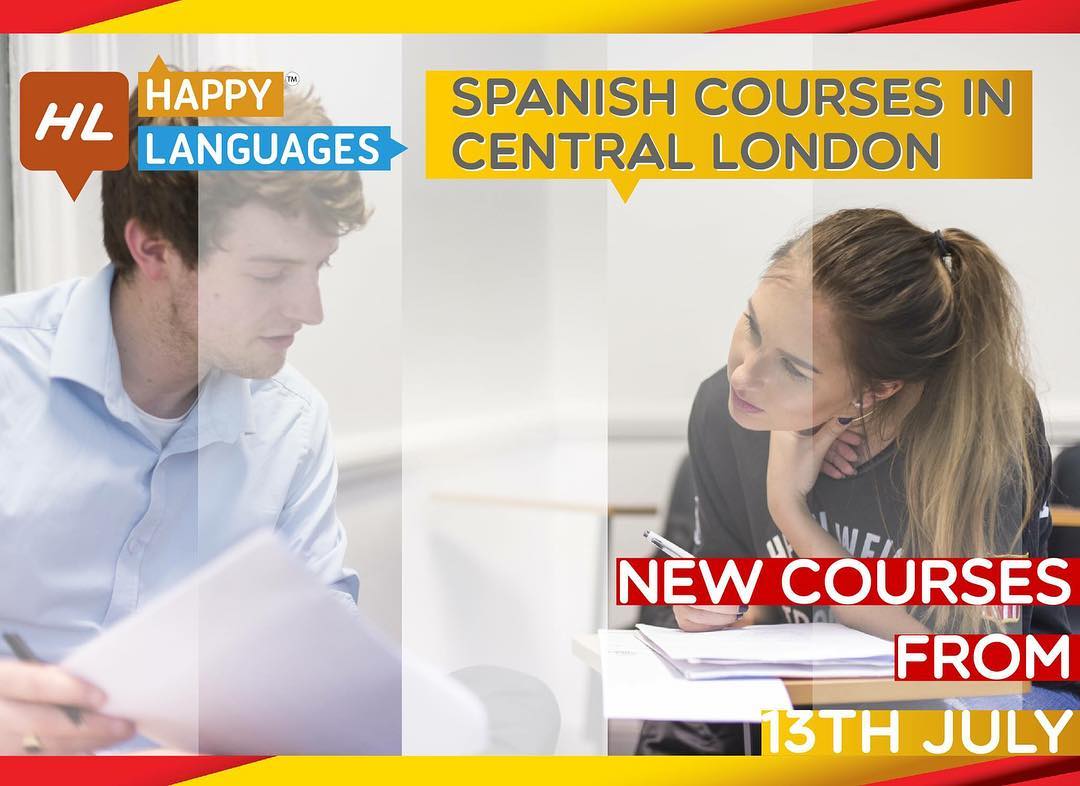 HL
HAPPY ™
LANGUAGES
SPANISH COURSES IN
CENTRAL LONDON
NEW COURSES
FROM
13TH JULY